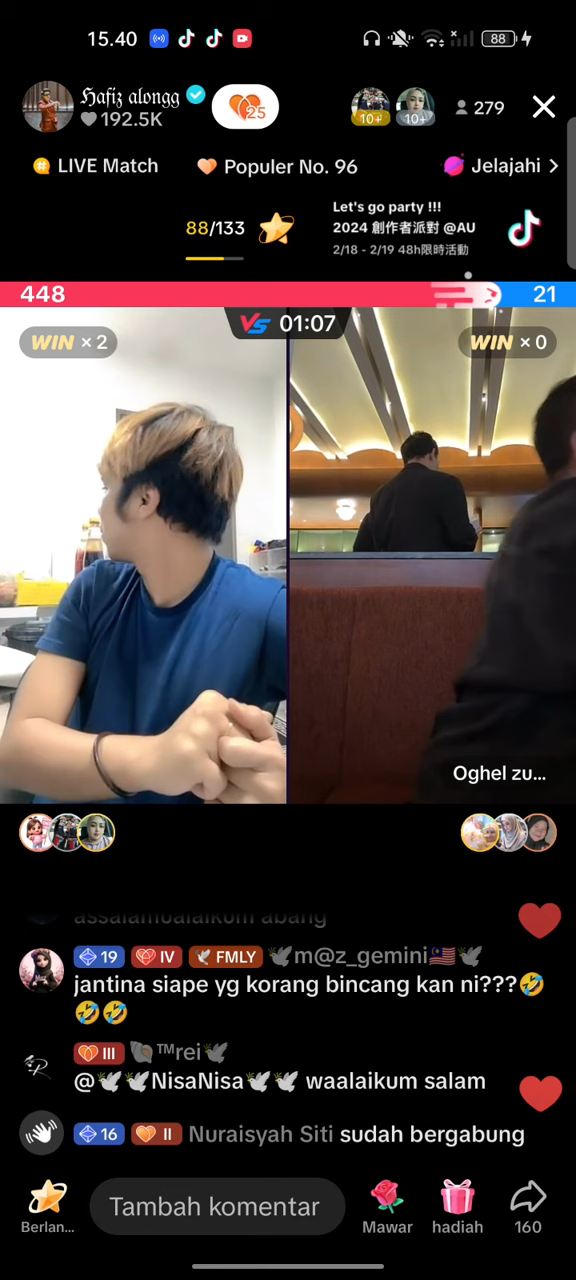 15.40
88
ℌafiz alongg
192.5K
25
10+
10+
279
LIVE Match
Populer No. 96
Jelajahi
88/133
Let's go party !!!
2024 創作者派對 @AU
2/18 - 2/19 48h限時活動
448
21
VS 01:07
WIN × 2
WIN × 0
Oghel zu...
assalamualaikum abang
19 IV FMLY 🕊m@z_gemini🇲🇾🕊
jantina siape yg korang bincang kan ni???🤣
🤣🤣
III 🐚™rei🕊
@🕊🕊NisaNisa🕊🕊 waalaikum salam
16 II Nuraisyah Siti sudah bergabung
Berlan...
Tambah komentar
Mawar
hadiah
160